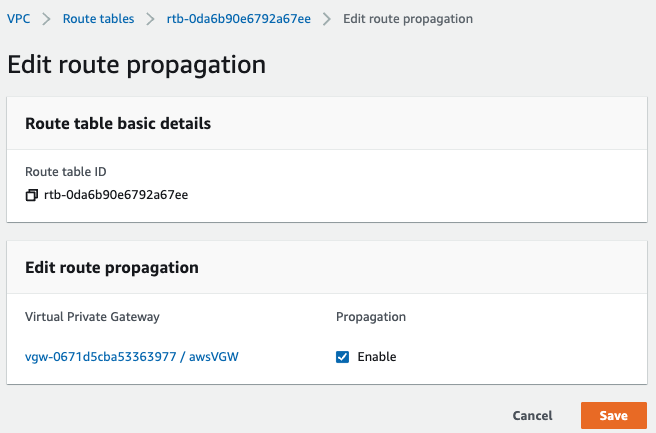 VPC > Route tables > rtb-0da6b90e6792a67ee > Edit route propagation
Edit route propagation
Route table basic details
Route table ID
rtb-0da6b90e6792a67ee
Edit route propagation
Virtual Private Gateway Propagation
vgw-0671d5cba53363977 / awsVGW Enable
Cancel Save